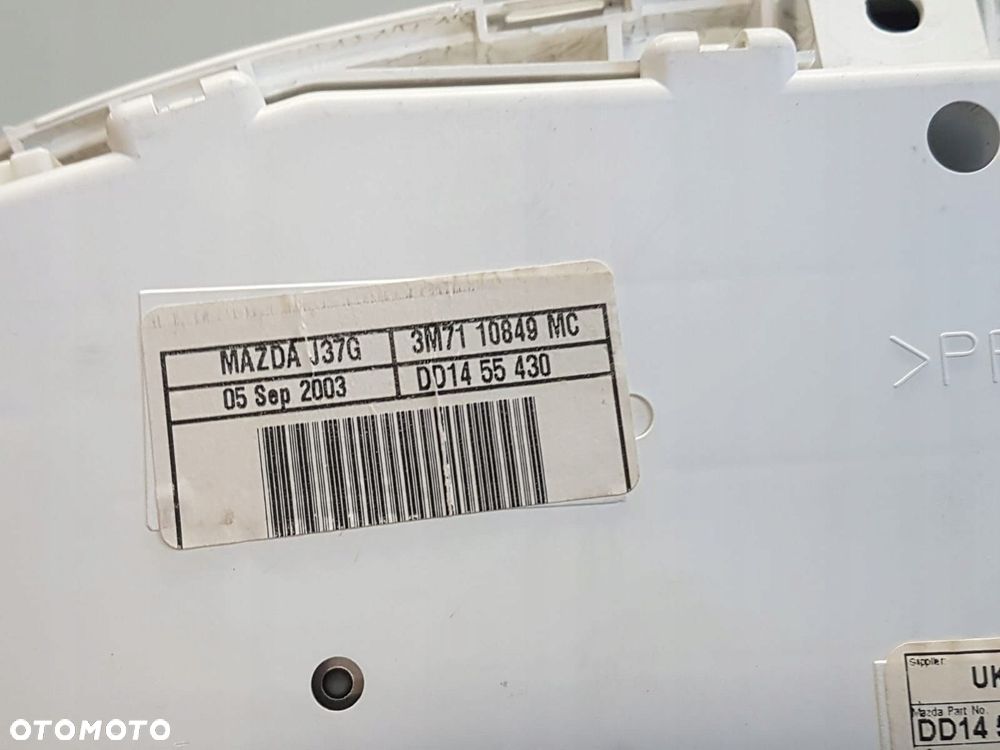 MAZDA J37G
3M71 10849 MC
05 Sep 2003
DD14 55 430
>PP
Supplier:
UK
Mazda Part No.
DD14 5
OTOMOTO